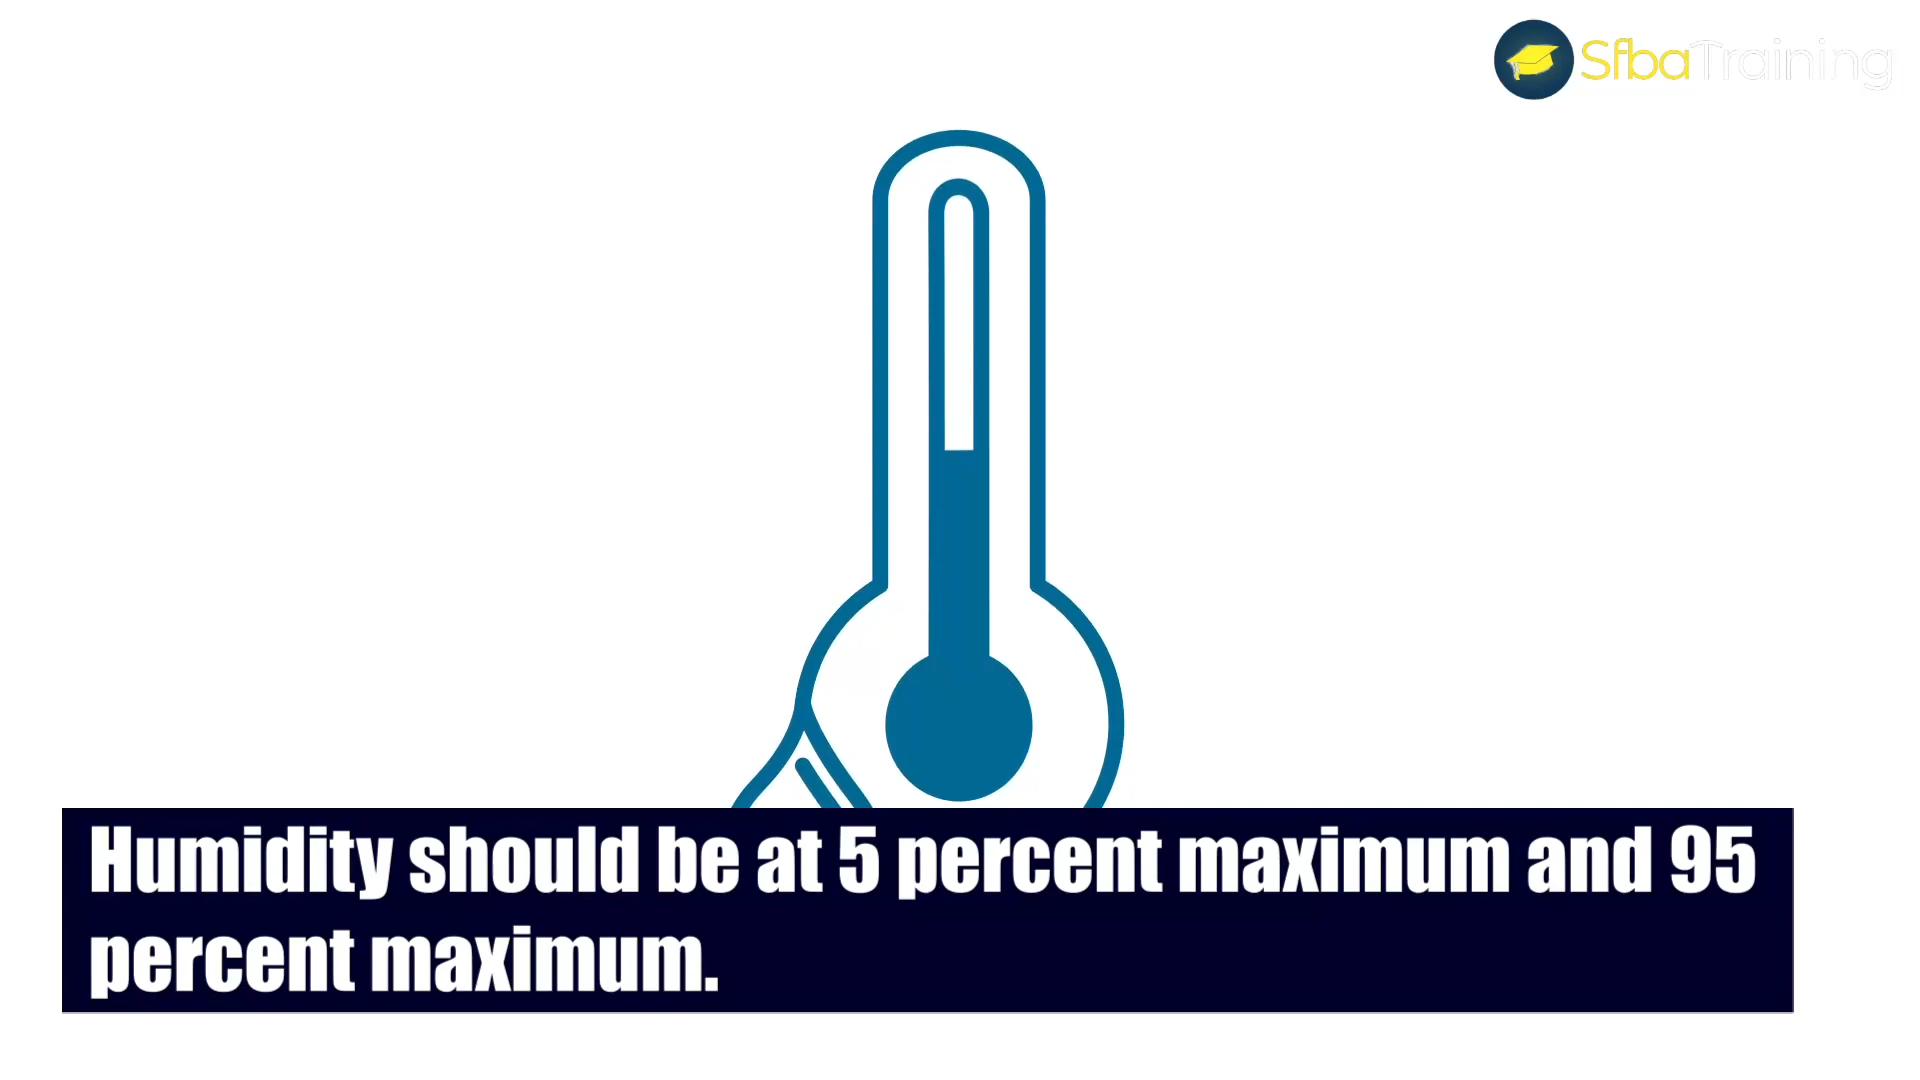 SfbaTraining
Humidity should be at 5 percent maximum and 95
percent maximum.